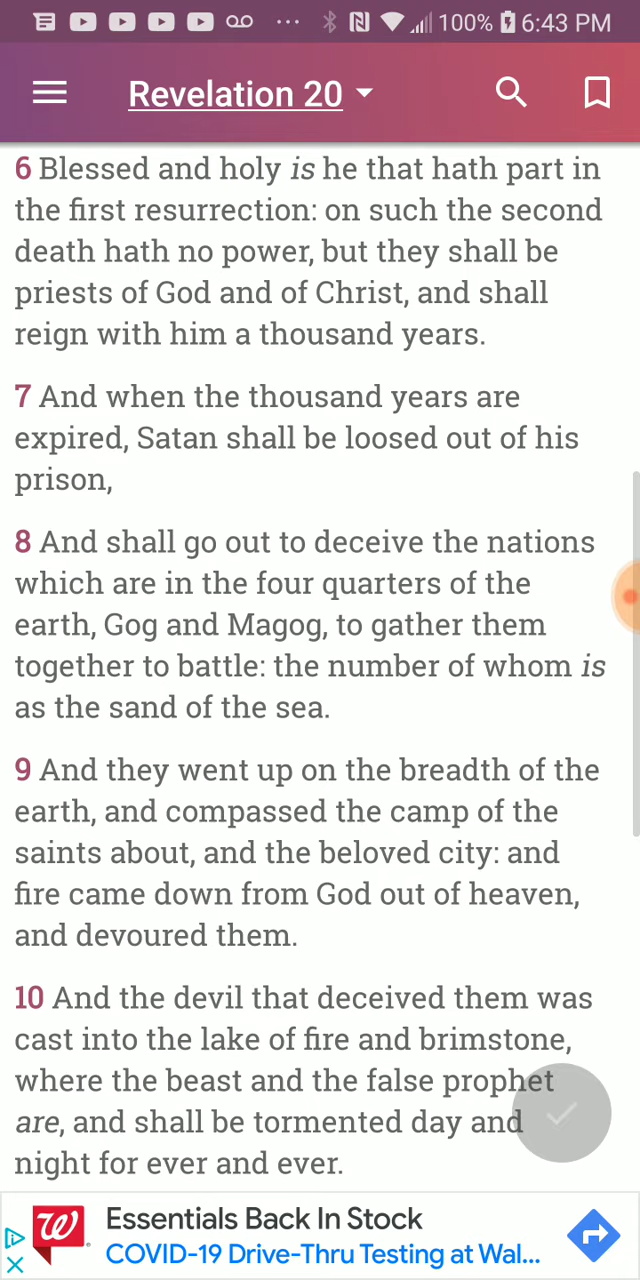 100% 6:43 PM
Revelation 20
6 Blessed and holy is he that hath part in
the first resurrection: on such the second
death hath no power, but they shall be
priests of God and of Christ, and shall
reign with him a thousand years.
7 And when the thousand years are
expired, Satan shall be loosed out of his
prison,
8 And shall go out to deceive the nations
which are in the four quarters of the
earth, Gog and Magog, to gather them
together to battle: the number of whom is
as the sand of the sea.
9 And they went up on the breadth of the
earth, and compassed the camp of the
saints about, and the beloved city: and
fire came down from God out of heaven,
and devoured them.
10 And the devil that deceived them was
cast into the lake of fire and brimstone,
where the beast and the false prophet
are, and shall be tormented day and
night for ever and ever.
W
Essentials Back In Stock
COVID-19 Drive-Thru Testing at Wal...